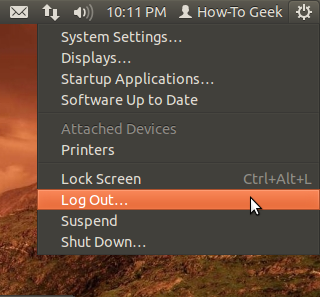 10:11 PM How-To Geek
System Settings…
Displays…
Startup Applications…
Software Up to Date
Attached Devices
Printers
Lock Screen Ctrl+Alt+L
Log Out…
Suspend
Shut Down…